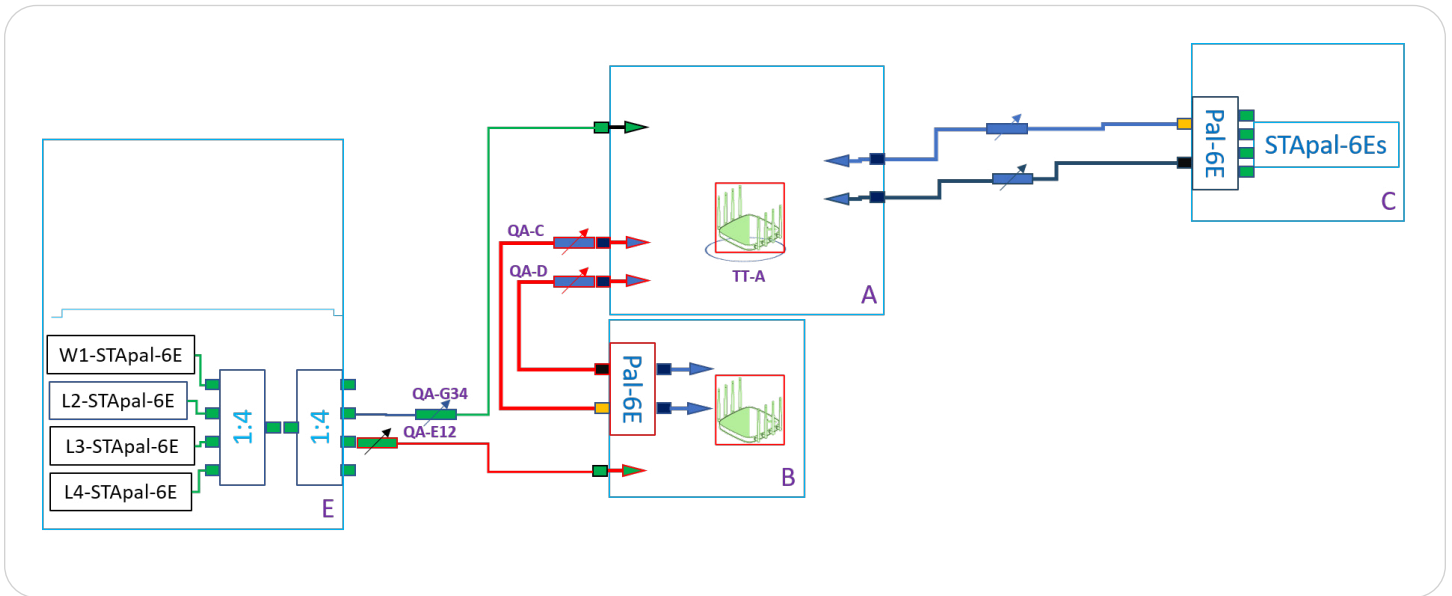 Pal-6E
STApal-6Es
C
QA-C
QA-D
TT-A
A
W1-STApal-6E
L2-STApal-6E
L3-STApal-6E
L4-STApal-6E
1:4
1:4
E
QA-G34
QA-E12
Pal-6E
B